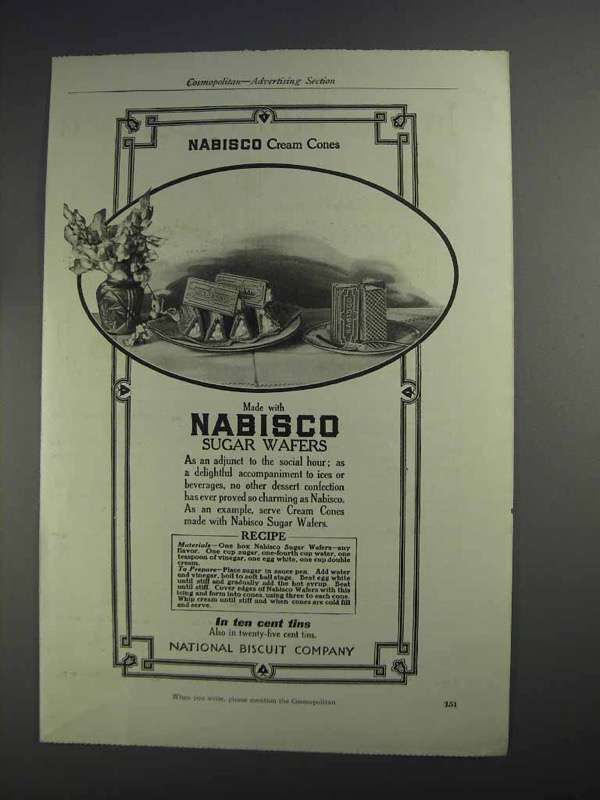 Cosmopolitan—Advertising Section
NABISCO Cream Cones
NABISCO
Made with
NABISCO
SUGAR WAFERS
As an adjunct to the social hour; as
a delightful accompaniment to ices or
beverages, no other dessert confection
has ever proved so charming as Nabisco.
As an example, serve Cream Cones
made with Nabisco Sugar Wafers.
RECIPE
Materials—One box Nabisco Sugar Wafers—any
flavor. One cup sugar, one-fourth cup water, one
teaspoon of vinegar, one egg white, one cup double
cream.
To Prepare—Place sugar in sauce pan. Add water
and vinegar, boil to soft ball stage. Beat egg white
until stiff and gradually add the hot syrup. Beat
until stiff. Cover edges of Nabisco Wafers with this
icing and form into cones, using three to each cone.
Whip cream until stiff and when cones are cold fill
and serve.
In ten cent tins
Also in twenty-five cent tins.
NATIONAL BISCUIT COMPANY
When you write, please mention the Cosmopolitan
151